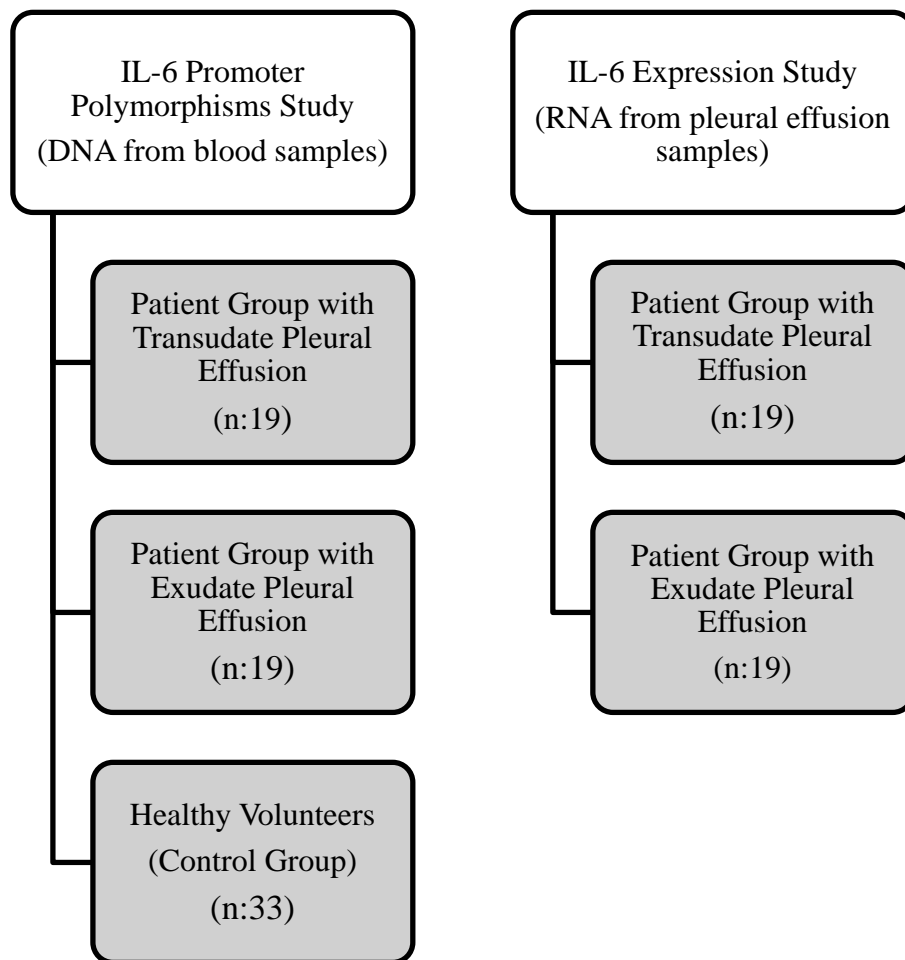 IL-6 Promoter
Polymorphisms Study
(DNA from blood samples)
Patient Group with
Transudate Pleural
Effusion
(n:19)
Patient Group with
Exudate Pleural
Effusion
(n:19)
Healthy Volunteers
(Control Group)
(n:33)
IL-6 Expression Study
(RNA from pleural effusion
samples)
Patient Group with
Transudate Pleural
Effusion
(n:19)
Patient Group with
Exudate Pleural
Effusion
(n:19)